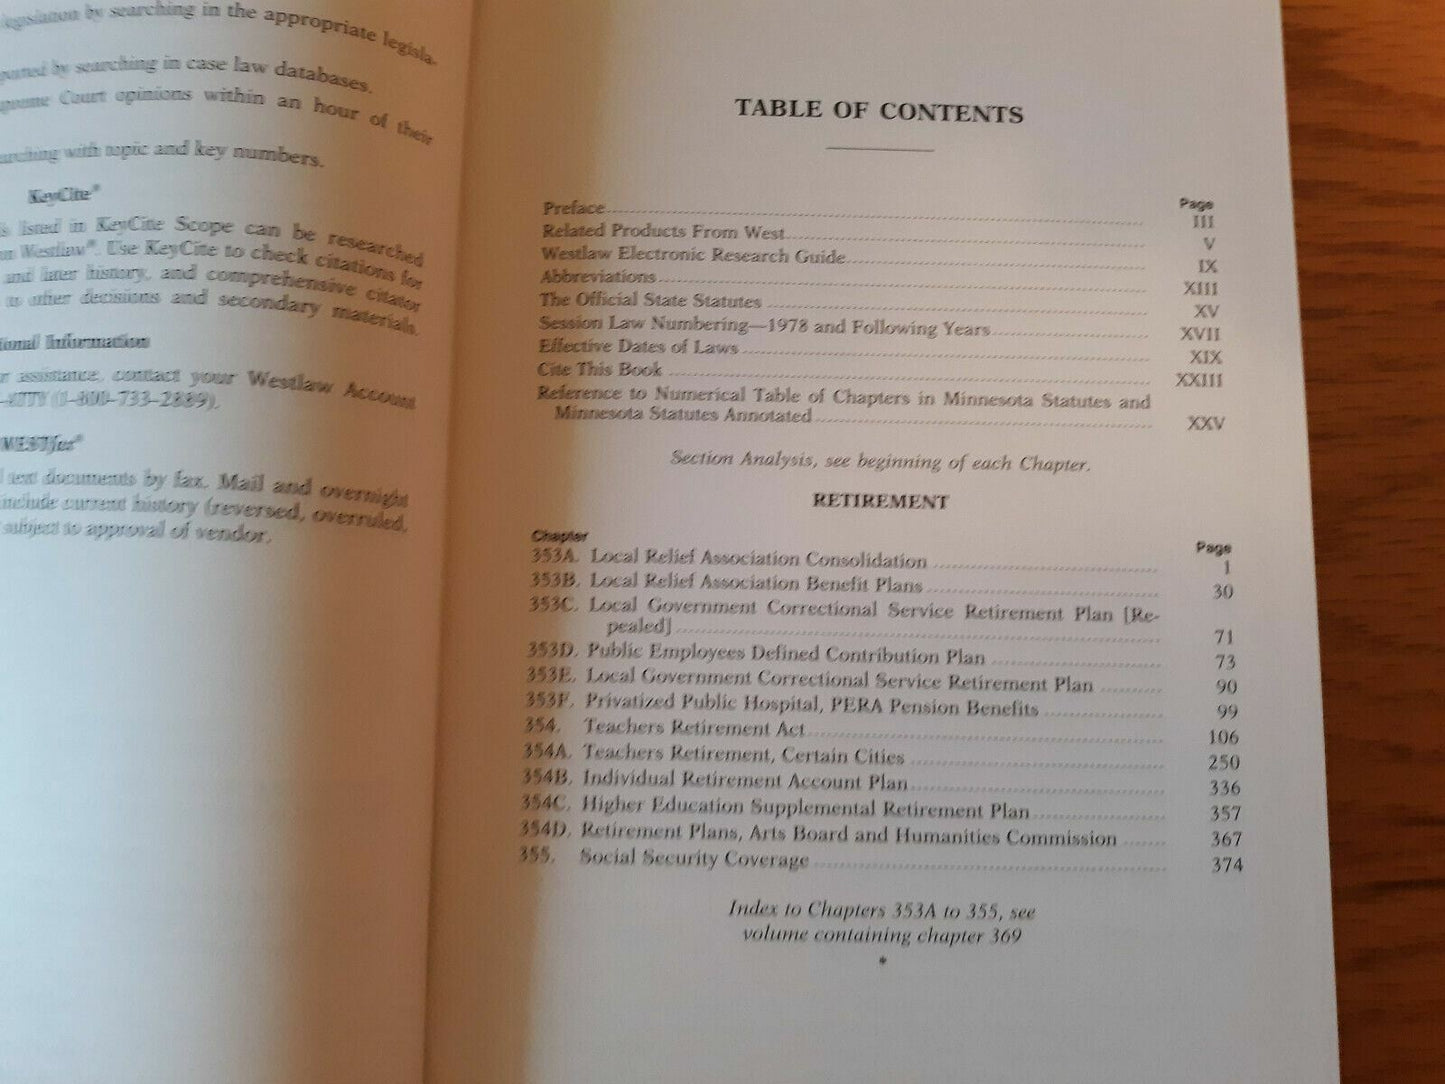 legislation by searching in the appropriate legisla-
ported by searching in case law databases.
preme Court opinions within an hour of their
arching with topic and key numbers.
KeyCite®
s listed in KeyCite Scope can be researched
on Westlaw®. Use KeyCite to check citations for
and later history, and comprehensive citator
to other decisions and secondary materials.
tional Information
r assistance, contact your Westlaw Account
(1-800-733-2889).
WESTfax®
l text documents by fax. Mail and overnight
include current history (reversed, overruled,
subject to approval of vendor.
TABLE OF CONTENTS
Page
Preface III
Related Products From West V
Westlaw Electronic Research Guide IX
Abbreviations XIII
The Official State Statutes XV
Session Law Numbering—1978 and Following Years XVII
Effective Dates of Laws XIX
Cite This Book XXIII
Reference to Numerical Table of Chapters in Minnesota Statutes and
Minnesota Statutes Annotated XXV
Section Analysis, see beginning of each Chapter.
RETIREMENT
Chapter Page
353A. Local Relief Association Consolidation 1
353B. Local Relief Association Benefit Plans 30
353C. Local Government Correctional Service Retirement Plan [Re-
pealed] 71
353D. Public Employees Defined Contribution Plan 73
353E. Local Government Correctional Service Retirement Plan 90
353F. Privatized Public Hospital, PERA Pension Benefits 99
354. Teachers Retirement Act 106
354A. Teachers Retirement, Certain Cities 250
354B. Individual Retirement Account Plan 336
354C. Higher Education Supplemental Retirement Plan 357
354D. Retirement Plans, Arts Board and Humanities Commission 367
355. Social Security Coverage 374
Index to Chapters 353A to 355, see
volume containing chapter 369
*